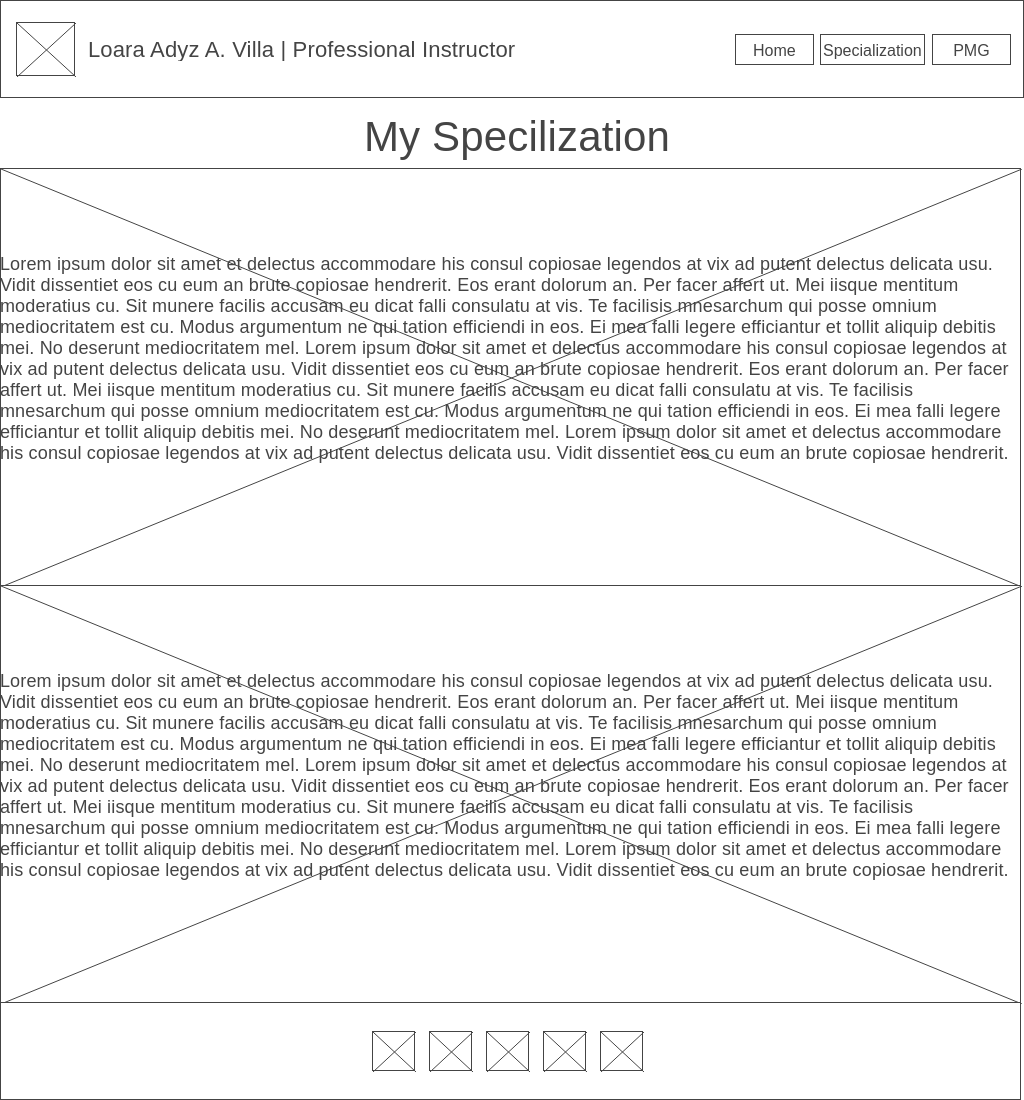 Loara Adyz A. Villa | Professional Instructor
Home
Specialization
PMG
My Specilization
Lorem ipsum dolor sit amet et delectus accommodare his consul copiosae legendos at vix ad putent delectus delicata usu.
Vidit dissentiet eos cu eum an brute copiosae hendrerit. Eos erant dolorum an. Per facer affert ut. Mei iisque mentitum
moderatius cu. Sit munere facilis accusam eu dicat falli consulatu at vis. Te facilisis mnesarchum qui posse omnium
mediocritatem est cu. Modus argumentum ne qui tation efficiendi in eos. Ei mea falli legere efficiantur et tollit aliquip debitis
mei. No deserunt mediocritatem mel. Lorem ipsum dolor sit amet et delectus accommodare his consul copiosae legendos at
vix ad putent delectus delicata usu. Vidit dissentiet eos cu eum an brute copiosae hendrerit. Eos erant dolorum an. Per facer
affert ut. Mei iisque mentitum moderatius cu. Sit munere facilis accusam eu dicat falli consulatu at vis. Te facilisis
mnesarchum qui posse omnium mediocritatem est cu. Modus argumentum ne qui tation efficiendi in eos. Ei mea falli legere
efficiantur et tollit aliquip debitis mei. No deserunt mediocritatem mel. Lorem ipsum dolor sit amet et delectus accommodare
his consul copiosae legendos at vix ad putent delectus delicata usu. Vidit dissentiet eos cu eum an brute copiosae hendrerit.
Lorem ipsum dolor sit amet et delectus accommodare his consul copiosae legendos at vix ad putent delectus delicata usu.
Vidit dissentiet eos cu eum an brute copiosae hendrerit. Eos erant dolorum an. Per facer affert ut. Mei iisque mentitum
moderatius cu. Sit munere facilis accusam eu dicat falli consulatu at vis. Te facilisis mnesarchum qui posse omnium
mediocritatem est cu. Modus argumentum ne qui tation efficiendi in eos. Ei mea falli legere efficiantur et tollit aliquip debitis
mei. No deserunt mediocritatem mel. Lorem ipsum dolor sit amet et delectus accommodare his consul copiosae legendos at
vix ad putent delectus delicata usu. Vidit dissentiet eos cu eum an brute copiosae hendrerit. Eos erant dolorum an. Per facer
affert ut. Mei iisque mentitum moderatius cu. Sit munere facilis accusam eu dicat falli consulatu at vis. Te facilisis
mnesarchum qui posse omnium mediocritatem est cu. Modus argumentum ne qui tation efficiendi in eos. Ei mea falli legere
efficiantur et tollit aliquip debitis mei. No deserunt mediocritatem mel. Lorem ipsum dolor sit amet et delectus accommodare
his consul copiosae legendos at vix ad putent delectus delicata usu. Vidit dissentiet eos cu eum an brute copiosae hendrerit.